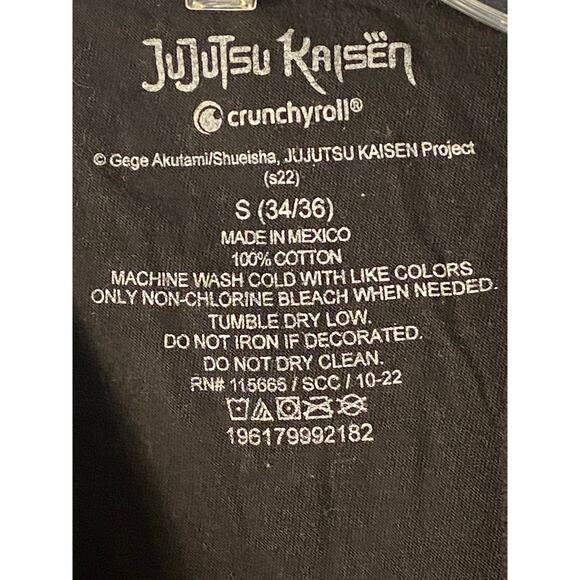 JUJUTSU KAISEN
crunchyroll®
© Gege Akutami/Shueisha, JUJUTSU KAISEN Project
(s22)
S (34/36)
MADE IN MEXICO
100% COTTON
MACHINE WASH COLD WITH LIKE COLORS
ONLY NON-CHLORINE BLEACH WHEN NEEDED.
TUMBLE DRY LOW.
DO NOT IRON IF DECORATED.
DO NOT DRY CLEAN.
RN# 115665 / SCC / 10-22
196179992182